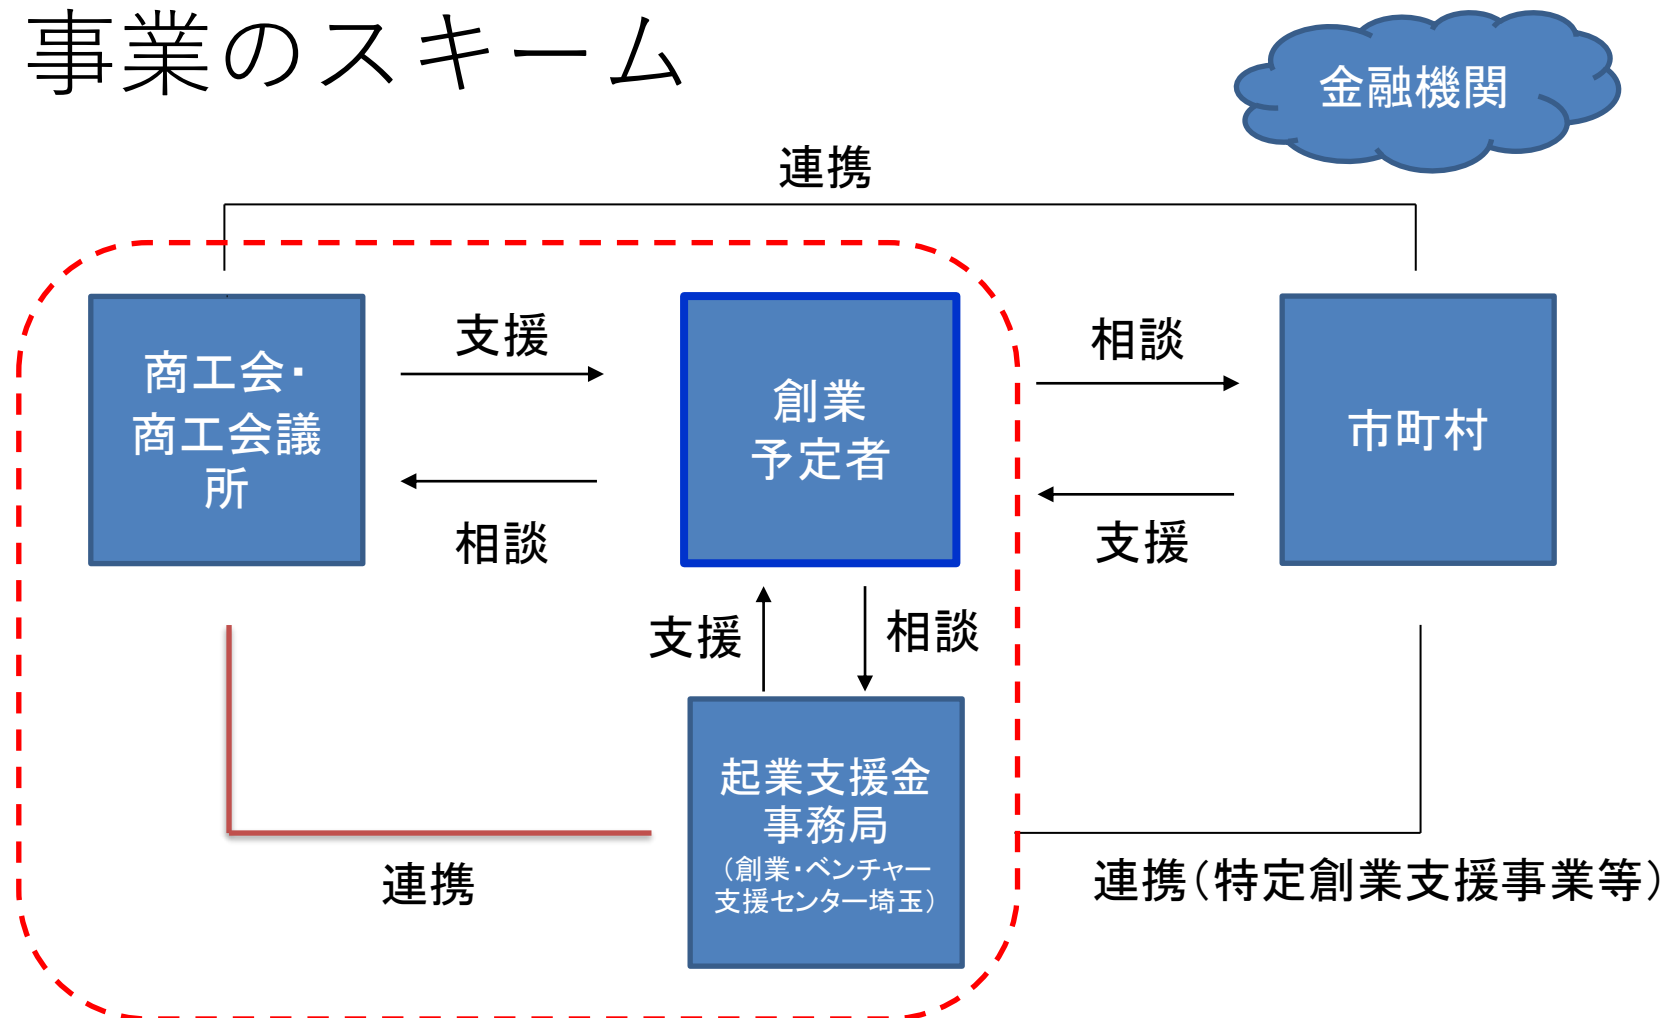 事業のスキーム
金融機関
連携
商工会・
商工会議
所
支援
相談
創業
予定者
相談
支援
市町村
支援
相談
起業支援金
事務局
（創業・ベンチャー
支援センター埼玉）
連携
連携（特定創業支援事業等）